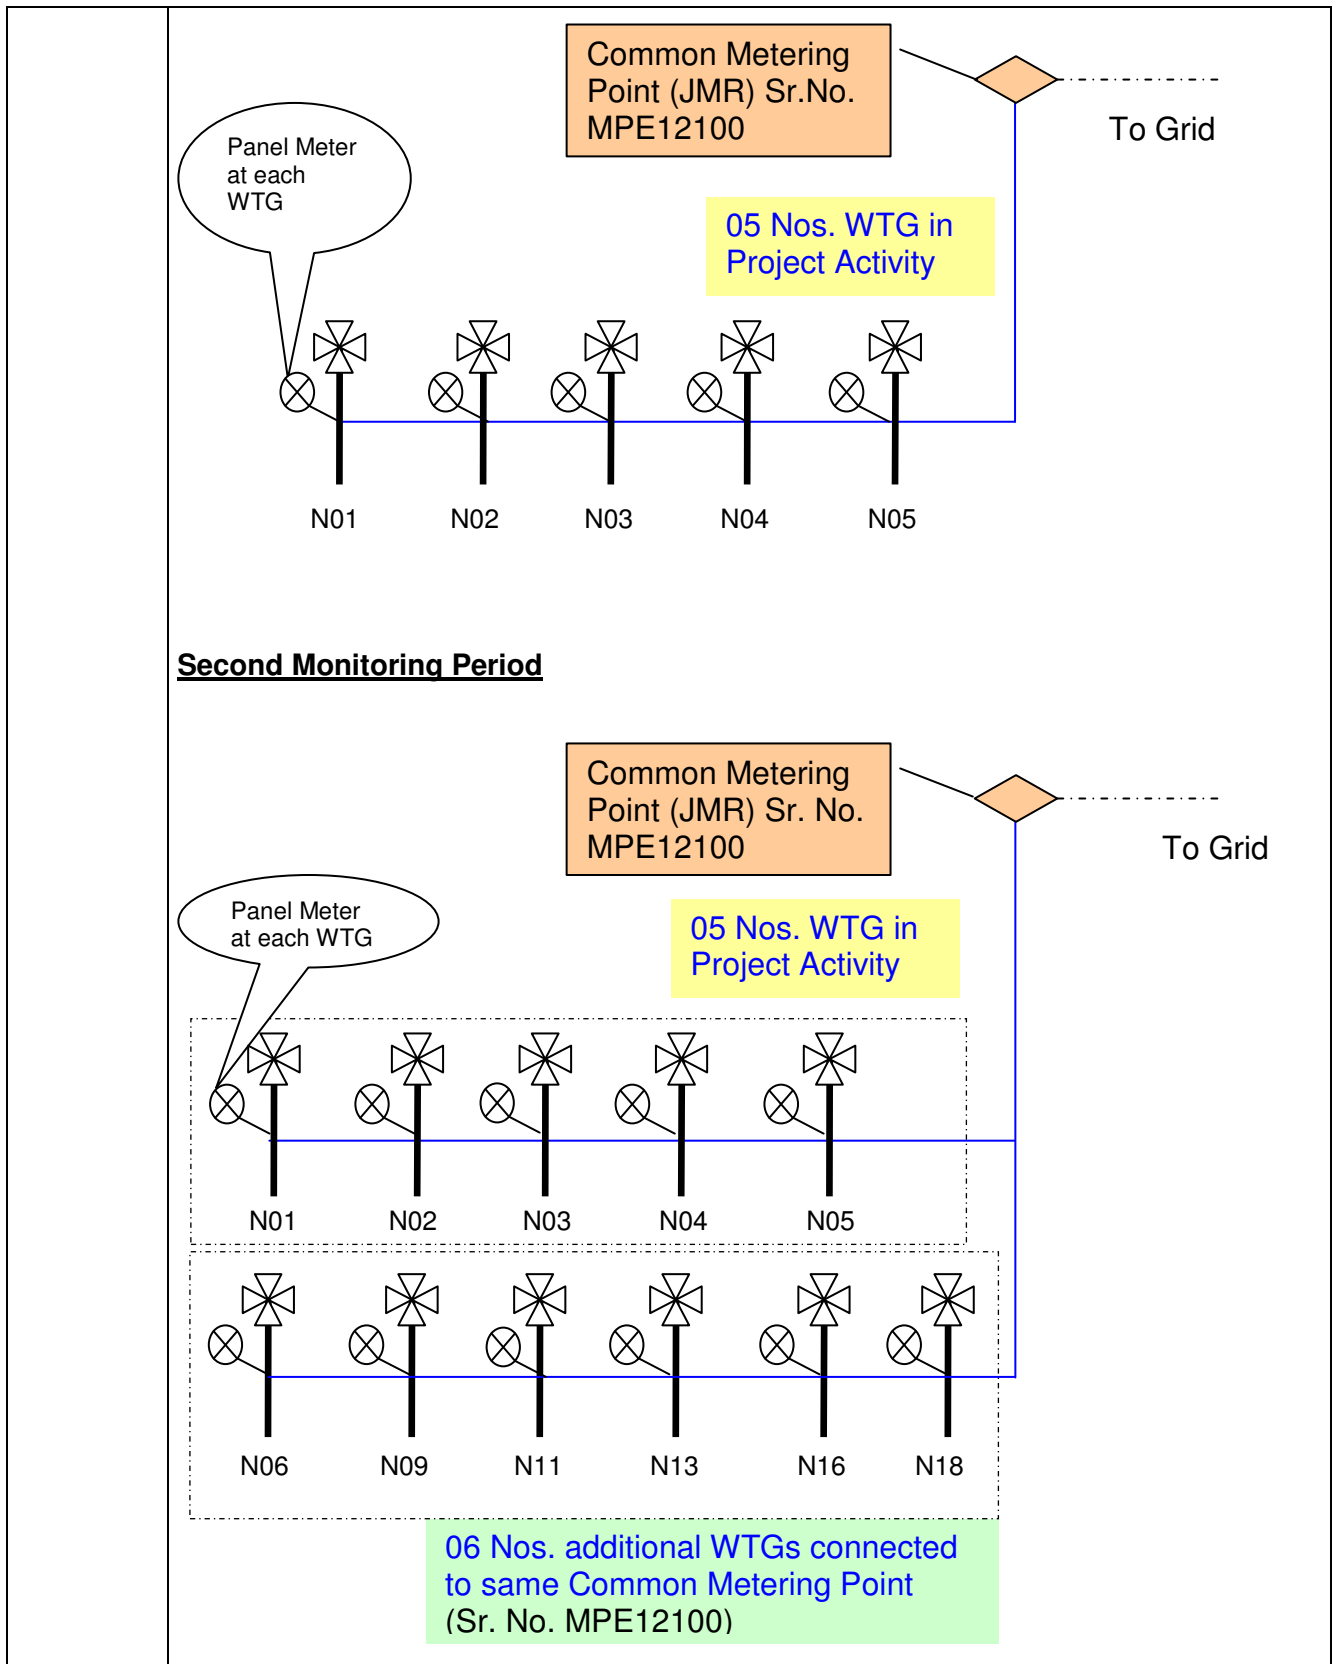 Common Metering
Point (JMR) Sr.No.
MPE12100
To Grid
Panel Meter
at each
WTG
05 Nos. WTG in
Project Activity
N01 N02 N03 N04 N05
Second Monitoring Period
Common Metering
Point (JMR) Sr. No.
MPE12100
To Grid
Panel Meter
at each WTG
05 Nos. WTG in
Project Activity
N01 N02 N03 N04 N05
N06 N09 N11 N13 N16 N18
06 Nos. additional WTGs connected
to same Common Metering Point
(Sr. No. MPE12100)